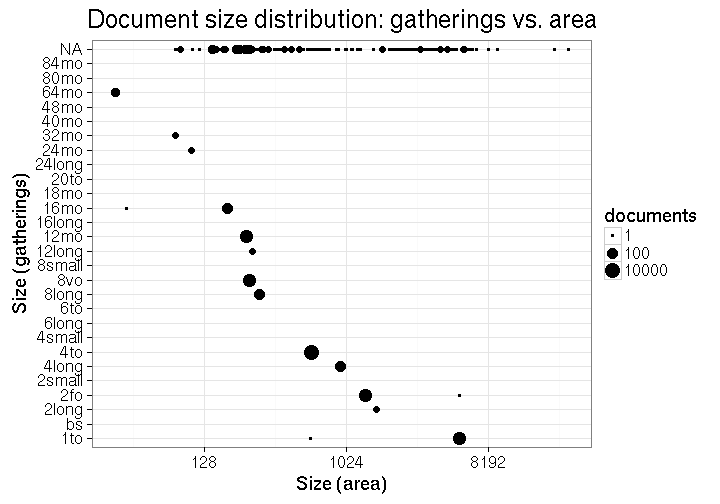 Document size distribution: gatherings vs. area
NA
84mo
80mo
64mo
48mo
40mo
32mo
24mo
24long
20to
18mo
16mo
16long
12mo
12long
8small
8vo
8long
6to
6long
4small
4to
4long
2small
2fo
2long
bs
1to
Size (gatherings)
128
1024
8192
Size (area)
documents
1
100
10000